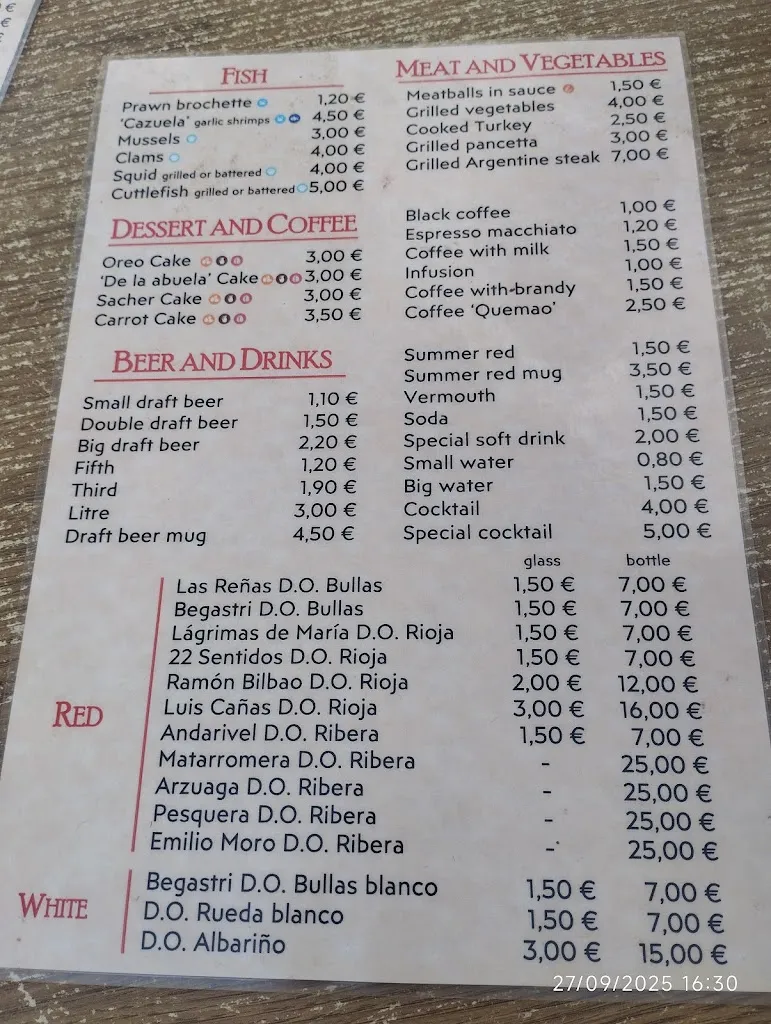 FISH
Prawn brochette 1,20 €
'Cazuela' garlic shrimps 4,50 €
Mussels 3,00 €
Clams 4,00 €
Squid grilled or battered 4,00 €
Cuttlefish grilled or battered 5,00 €
MEAT AND VEGETABLES
Meatballs in sauce 1,50 €
Grilled vegetables 4,00 €
Cooked Turkey 2,50 €
Grilled pancetta 3,00 €
Grilled Argentine steak 7,00 €
DESSERT AND COFFEE
Oreo Cake 3,00 €
'De la abuela' Cake 3,00 €
Sacher Cake 3,00 €
Carrot Cake 3,50 €
Black coffee 1,00 €
Espresso macchiato 1,20 €
Coffee with milk 1,50 €
Infusion 1,00 €
Coffee with-brandy 1,50 €
Coffee 'Quemao' 2,50 €
BEER AND DRINKS
Small draft beer 1,10 €
Double draft beer 1,50 €
Big draft beer 2,20 €
Fifth 1,20 €
Third 1,90 €
Litre 3,00 €
Draft beer mug 4,50 €
Summer red 1,50 €
Summer red mug 3,50 €
Vermouth 1,50 €
Soda 1,50 €
Special soft drink 2,00 €
Small water 0,80 €
Big water 1,50 €
Cocktail 4,00 €
Special cocktail 5,00 €
glass bottle
RED
Las Reñas D.O. Bullas 1,50 € 7,00 €
Begastri D.O. Bullas 1,50 € 7,00 €
Lágrimas de María D.O. Rioja 1,50 € 7,00 €
22 Sentidos D.O. Rioja 1,50 € 7,00 €
Ramón Bilbao D.O. Rioja 2,00 € 12,00 €
Luis Cañas D.O. Rioja 3,00 € 16,00 €
Andarivel D.O. Ribera 1,50 € 7,00 €
Matarromera D.O. Ribera - 25,00 €
Arzuaga D.O. Ribera - 25,00 €
Pesquera D.O. Ribera - 25,00 €
Emilio Moro D.O. Ribera - 25,00 €
WHITE
Begastri D.O. Bullas blanco 1,50 € 7,00 €
D.O. Rueda blanco 1,50 € 7,00 €
D.O. Albariño 3,00 € 15,00 €
27/09/2025 16:30